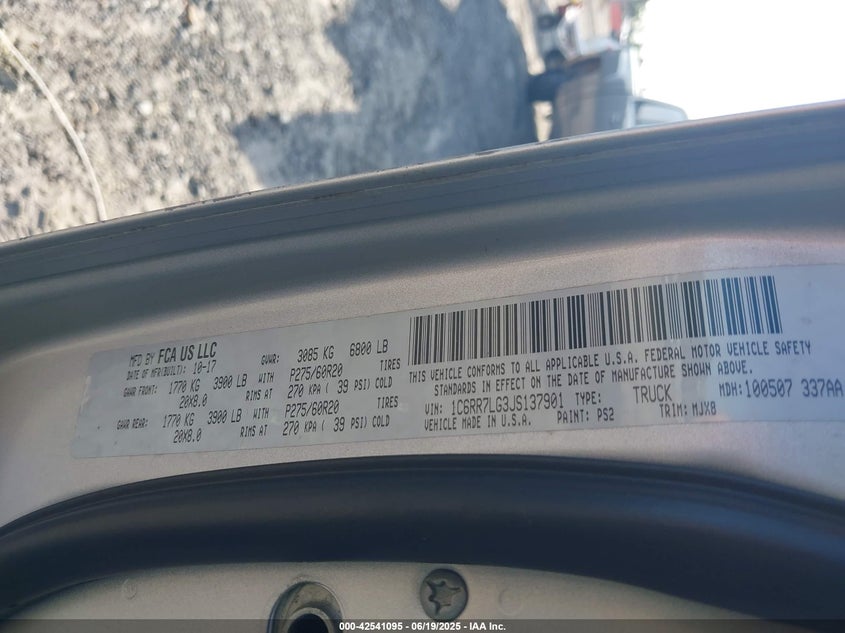 MFD BY FCA US LLC
DATE OF MFR(BUILT): 10-17 GVWR: 3085 KG 6800 LB
GAWR FRONT: 1770 KG 3900 LB WITH P275/60R20 TIRES
20X8.0 RIMS AT 270 KPA ( 39 PSI) COLD
GAWR REAR: 1770 KG 3900 LB WITH P275/60R20 TIRES
20X8.0 RIMS AT 270 KPA ( 39 PSI) COLD
THIS VEHICLE CONFORMS TO ALL APPLICABLE U.S.A. FEDERAL MOTOR VEHICLE SAFETY
STANDARDS IN EFFECT ON THE DATE OF MANUFACTURE SHOWN ABOVE.
VIN: 1C6RR7LG3JS137901 TYPE: TRUCK MDH: 100507 337AA
VEHICLE MADE IN U.S.A. PAINT: PS2 TRIM: MJX8
000-42541095 - 06/19/2025 - IAA Inc.